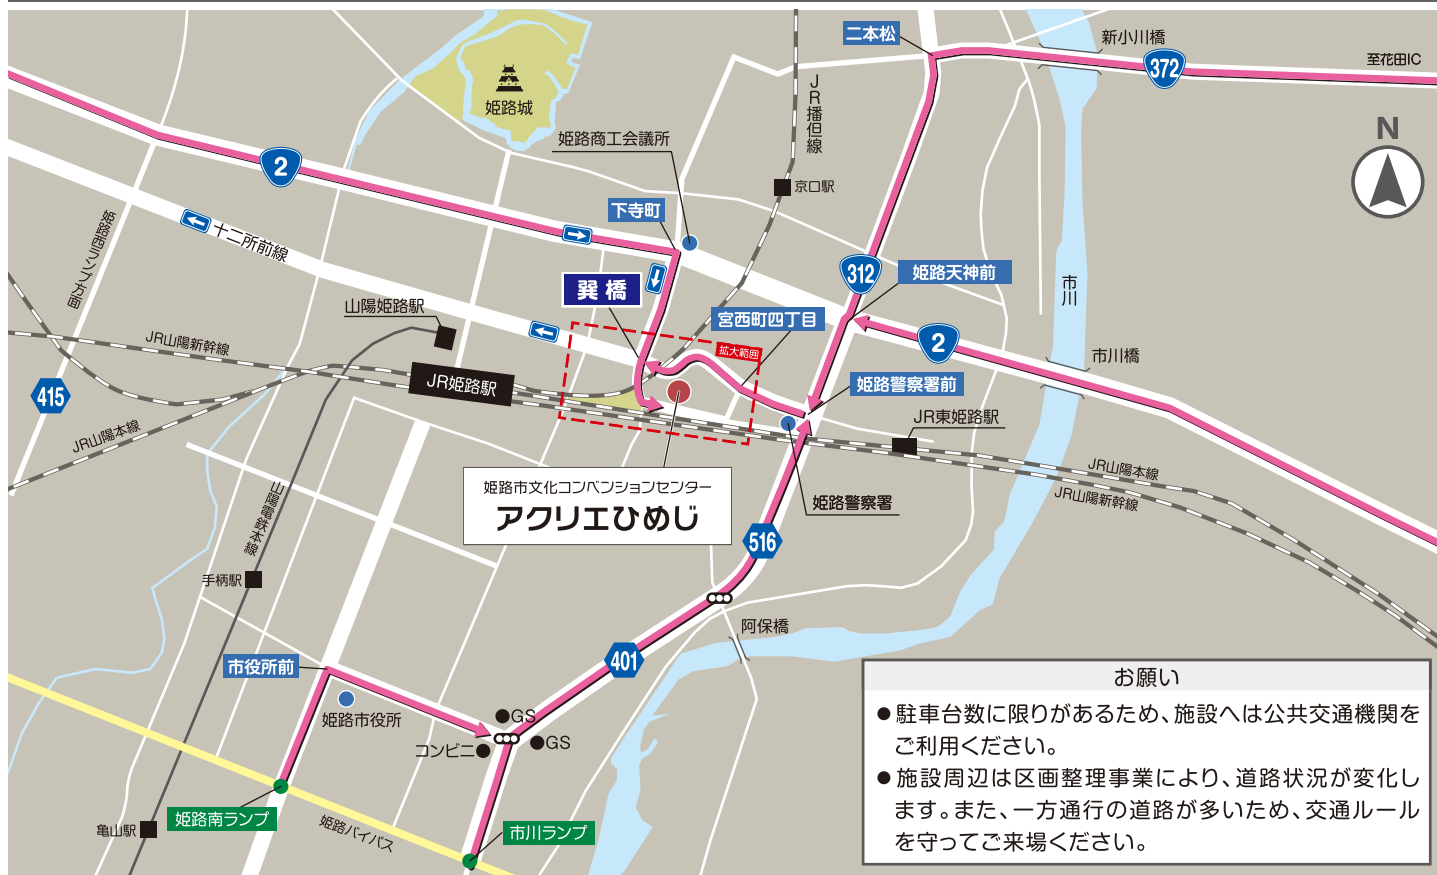 二本松
新小川橋
372
至花田IC
姫路城
JR播但線
N
姫路商工会議所
2
京口駅
下寺町
姫路西ランプ方面
十二所前線
312
姫路天神前
市川
巽橋
山陽姫路駅
宮西町四丁目
JR山陽新幹線
拡大範囲
2
市川橋
JR姫路駅
姫路警察署前
415
JR東姫路駅
JR山陽本線
JR山陽本線
JR山陽新幹線
姫路市文化コンベンションセンター
アクリエひめじ
姫路警察署
山陽電鉄本線
516
手柄駅
阿保橋
401
市役所前
姫路市役所
GS
GS
コンビニ
姫路南ランプ
姫路バイパス
亀山駅
市川ランプ
お願い
●駐車台数に限りがあるため、施設へは公共交通機関を
ご利用ください。
●施設周辺は区画整理事業により、道路状況が変化し
ます。また、一方通行の道路が多いため、交通ルール
を守ってご来場ください。